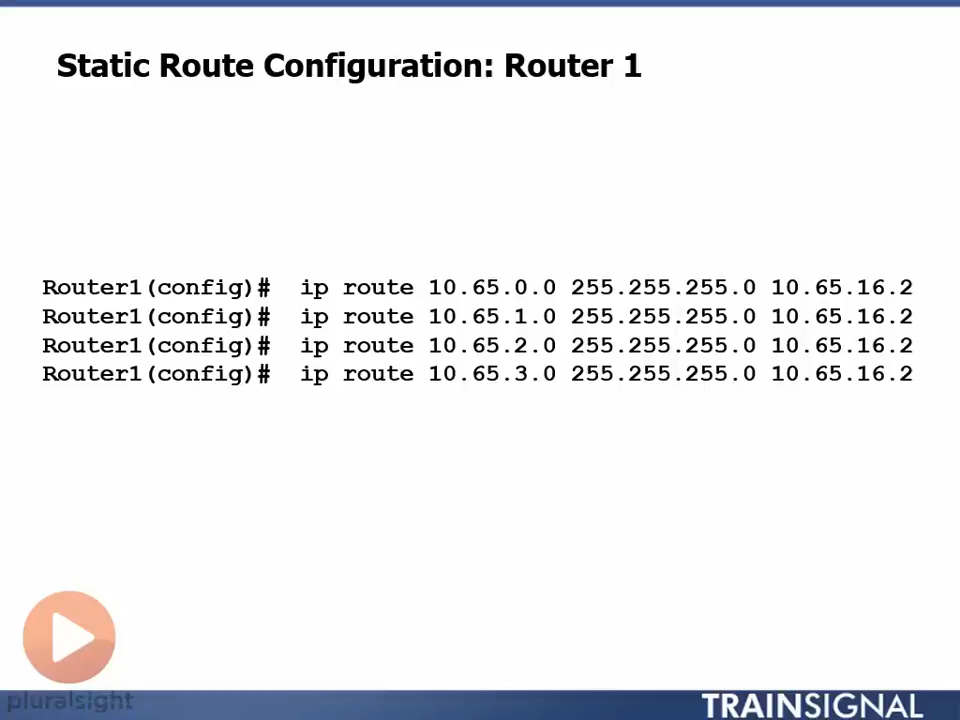 Static Route Configuration: Router 1
Router1(config)# ip route 10.65.0.0 255.255.255.0 10.65.16.2
Router1(config)# ip route 10.65.1.0 255.255.255.0 10.65.16.2
Router1(config)# ip route 10.65.2.0 255.255.255.0 10.65.16.2
Router1(config)# ip route 10.65.3.0 255.255.255.0 10.65.16.2
pluralsight
TRAINSIGNAL